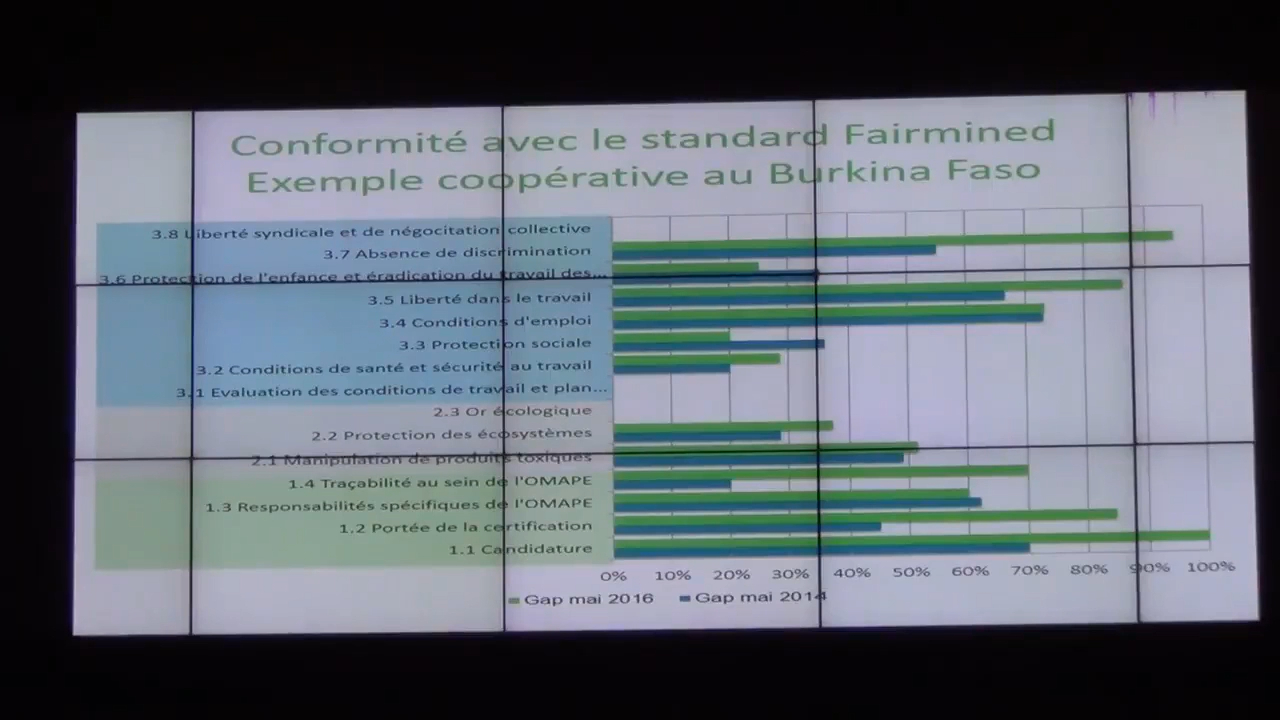 Conformité avec le standard Fairmined
Exemple coopérative au Burkina Faso
3.8 Liberté syndicale et de négocitation collective
3.7 Absence de discrimination
3.6 Protection de l'enfance et éradication du travail des...
3.5 Liberté dans le travail
3.4 Conditions d'emploi
3.3 Protection sociale
3.2 Conditions de santé et sécurité au travail
3.1 Evaluation des conditions de travail et plan...
2.3 Or écologique
2.2 Protection des écosystèmes
2.1 Manipulation de produits toxiques
1.4 Traçabilité au sein de l'OMAPE
1.3 Responsabilités spécifiques de l'OMAPE
1.2 Portée de la certification
1.1 Candidature
0% 10% 20% 30% 40% 50% 60% 70% 80% 90% 100%
Gap mai 2016 Gap mai 2014